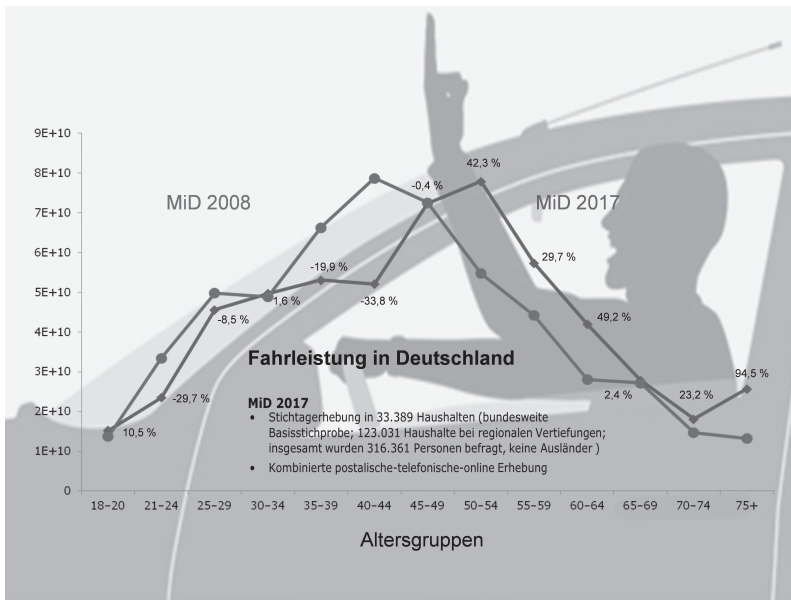 9E+10
8E+10
7E+10
6E+10
5E+10
4E+10
3E+10
2E+10
1E+10
0
MiD 2008
MiD 2017
10,5 %
-29,7 %
-8,5 %
1,6 %
-19,9 %
-33,8 %
-0,4 %
42,3 %
29,7 %
49,2 %
2,4 %
23,2 %
94,5 %
Fahrleistung in Deutschland
MiD 2017
• Stichtagerhebung in 33.389 Haushalten (bundesweite
Basisstichprobe; 123.031 Haushalte bei regionalen Vertiefungen;
insgesamt wurden 316.361 Personen befragt, keine Ausländer )
• Kombinierte postalische-telefonische-online Erhebung
18–20 21–24 25–29 30–34 35–39 40–44 45–49 50–54 55–59 60–64 65–69 70–74 75+
Altersgruppen